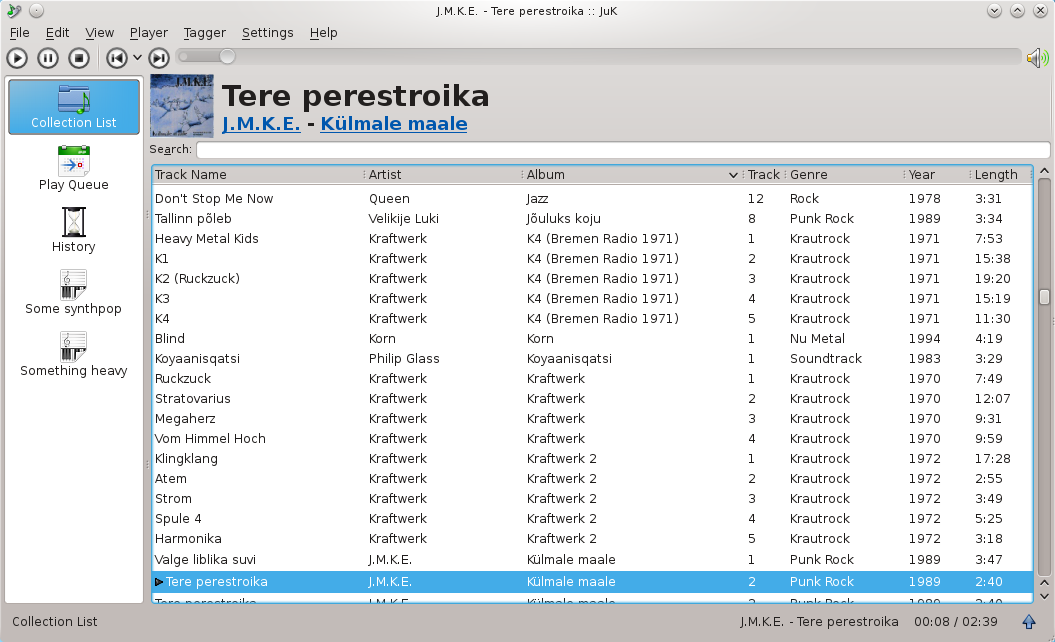 J.M.K.E. - Tere perestroika :: JuK
File Edit View Player Tagger Settings Help
Tere perestroika
J.M.K.E. - Külmale maale
Search:
Collection List
Play Queue
History
Some synthpop
Something heavy
Track Name Artist Album Track Genre Year Length
Don't Stop Me Now Queen Jazz 12 Rock 1978 3:31
Tallinn põleb Velikije Luki Jõuluks koju 8 Punk Rock 1989 3:34
Heavy Metal Kids Kraftwerk K4 (Bremen Radio 1971) 1 Krautrock 1971 7:53
K1 Kraftwerk K4 (Bremen Radio 1971) 2 Krautrock 1971 15:38
K2 (Ruckzuck) Kraftwerk K4 (Bremen Radio 1971) 3 Krautrock 1971 19:20
K3 Kraftwerk K4 (Bremen Radio 1971) 4 Krautrock 1971 15:19
K4 Kraftwerk K4 (Bremen Radio 1971) 5 Krautrock 1971 11:30
Blind Korn Korn 1 Nu Metal 1994 4:19
Koyaanisqatsi Philip Glass Koyaanisqatsi 1 Soundtrack 1983 3:29
Ruckzuck Kraftwerk Kraftwerk 1 Krautrock 1970 7:49
Stratovarius Kraftwerk Kraftwerk 2 Krautrock 1970 12:07
Megaherz Kraftwerk Kraftwerk 3 Krautrock 1970 9:31
Vom Himmel Hoch Kraftwerk Kraftwerk 4 Krautrock 1970 9:59
Klingklang Kraftwerk Kraftwerk 2 1 Krautrock 1972 17:28
Atem Kraftwerk Kraftwerk 2 2 Krautrock 1972 2:55
Strom Kraftwerk Kraftwerk 2 3 Krautrock 1972 3:49
Spule 4 Kraftwerk Kraftwerk 2 4 Krautrock 1972 5:25
Harmonika Kraftwerk Kraftwerk 2 5 Krautrock 1972 3:18
Valge liblika suvi J.M.K.E. Külmale maale 1 Punk Rock 1989 3:47
Tere perestroika J.M.K.E. Külmale maale 2 Punk Rock 1989 2:40
Collection List J.M.K.E. - Tere perestroika 00:08 / 02:39